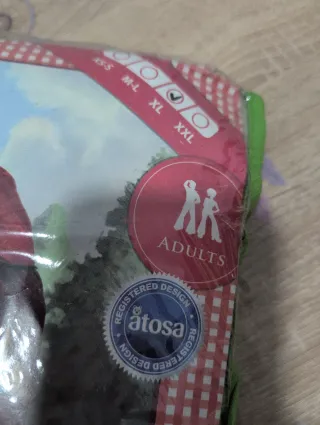 XS-S
M-L
XL
XXL
ADULTS
REGISTERED DESIGN
atosa
REGISTERED DESIGN